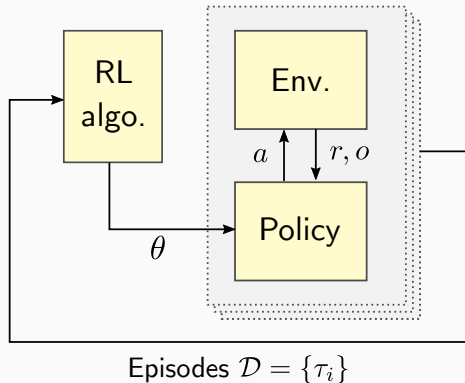 RL
algo.
Env.
a
r, o
Policy
θ
Episodes 𝒟 = {τᵢ}